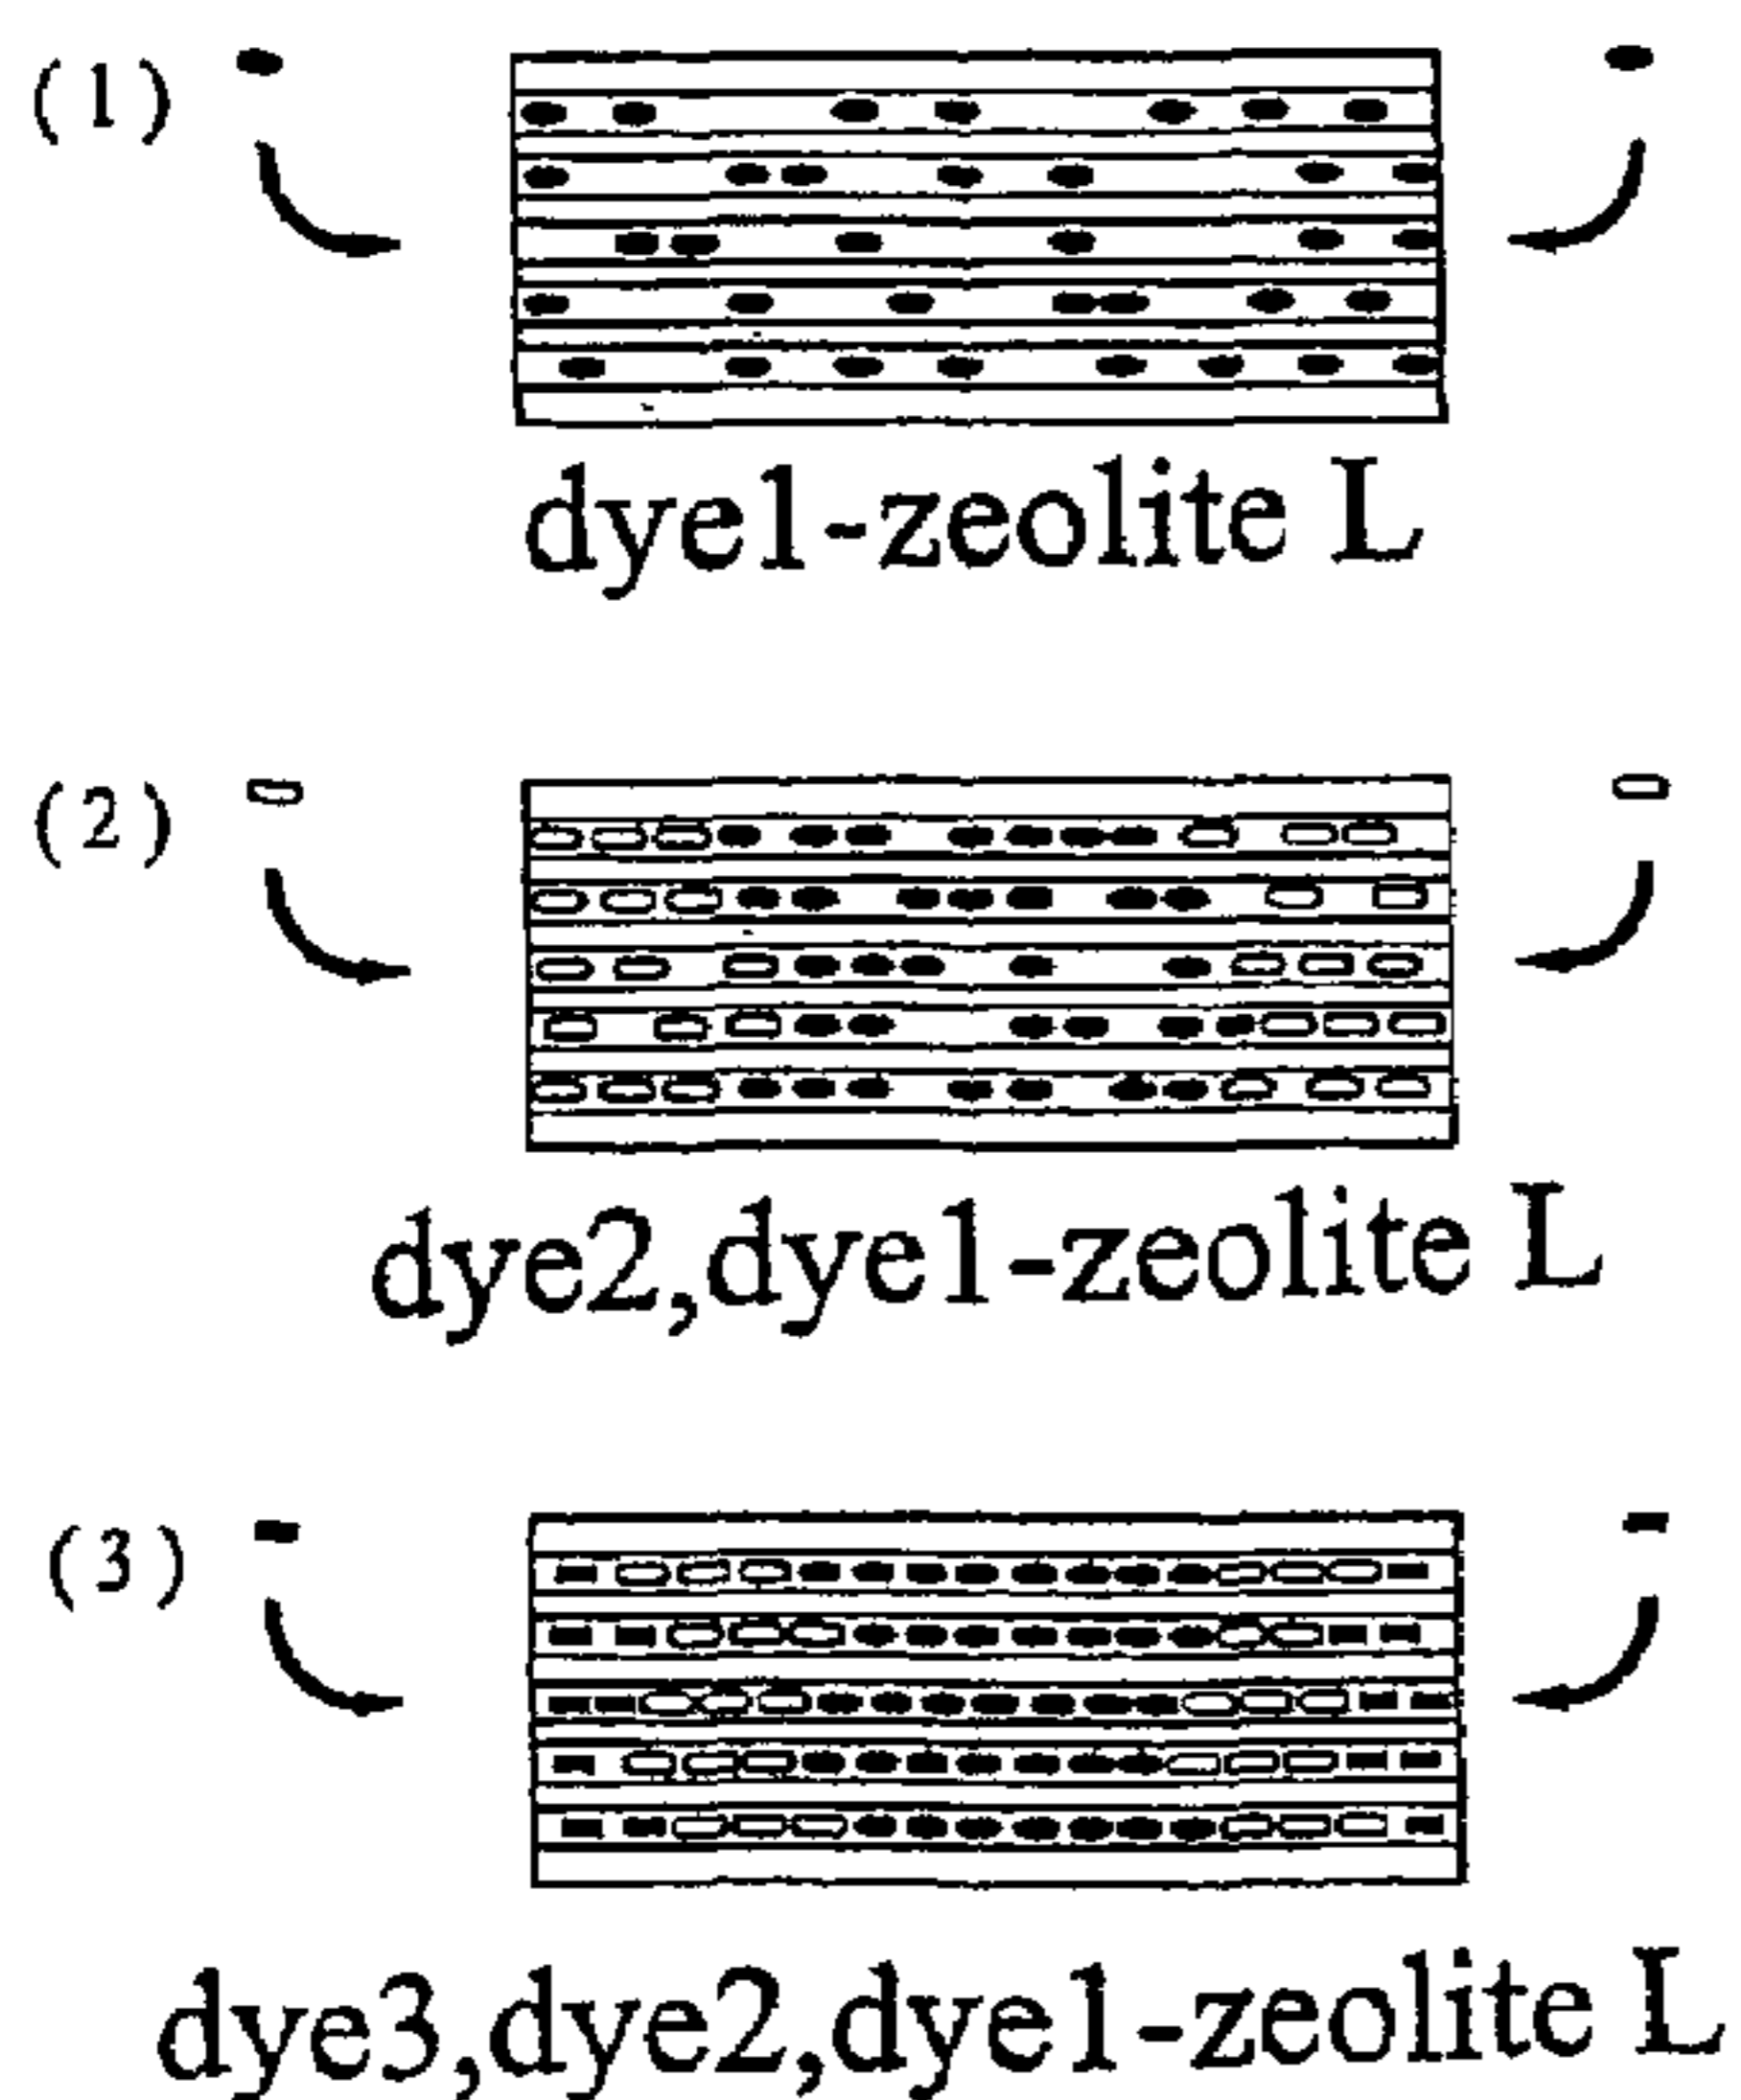 (1)
dye1-zeolite L
(2)
dye2,dye1-zeolite L
(3)
dye3,dye2,dye1-zeolite L